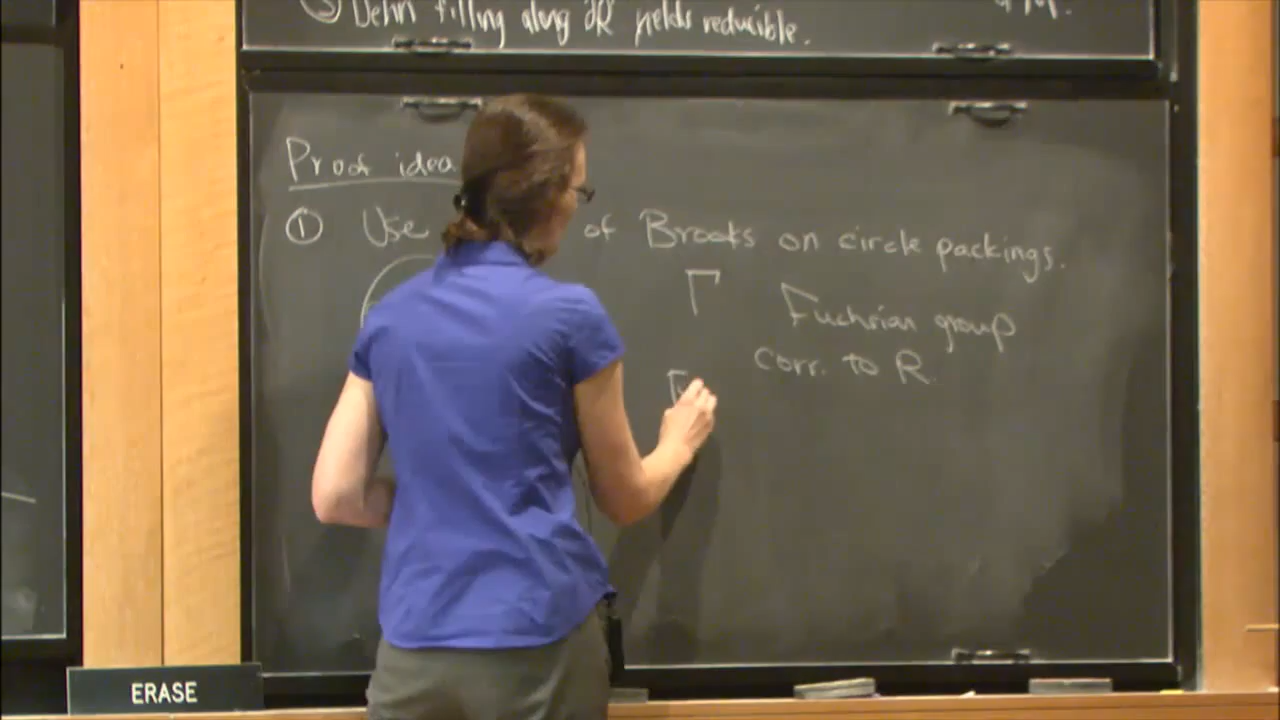 ③ Dehn filling along ∂R yields reducible.
Proof idea
① Use of Brooks on circle packings.
Γ Fuchsian group
corr. to R.
ERASE